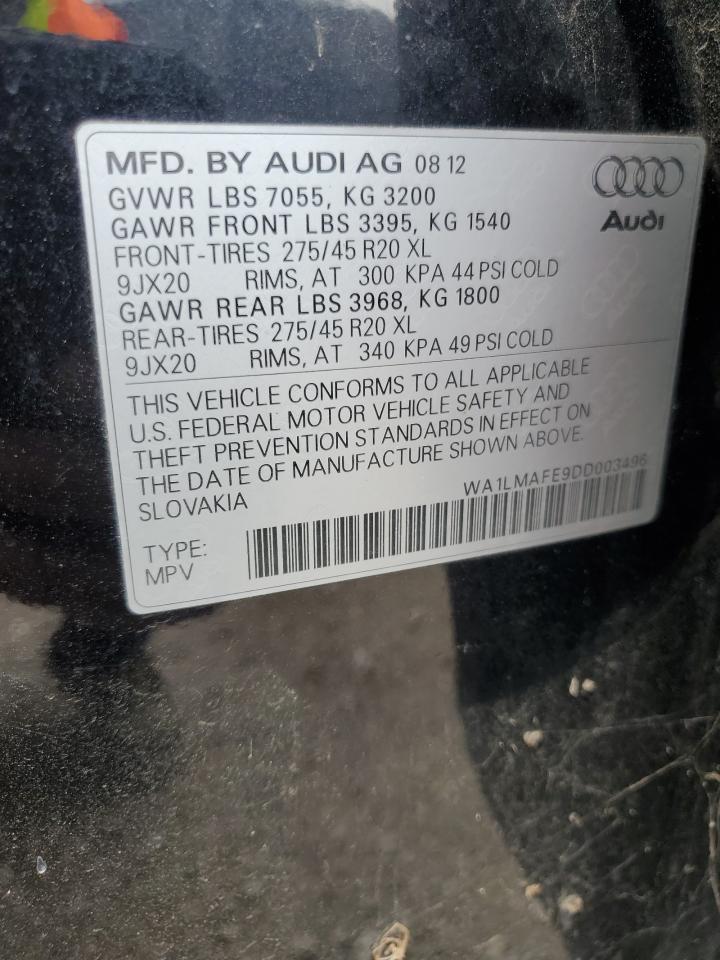 MFD. BY AUDI AG 08 12
GVWR LBS 7055, KG 3200
GAWR FRONT LBS 3395, KG 1540
FRONT-TIRES 275/45 R20 XL
9JX20 RIMS, AT 300 KPA 44 PSI COLD
GAWR REAR LBS 3968, KG 1800
REAR-TIRES 275/45 R20 XL
9JX20 RIMS, AT 340 KPA 49 PSI COLD
Audi
THIS VEHICLE CONFORMS TO ALL APPLICABLE
U.S. FEDERAL MOTOR VEHICLE SAFETY AND
THEFT PREVENTION STANDARDS IN EFFECT ON
THE DATE OF MANUFACTURE SHOWN ABOVE.
SLOVAKIA
WA1LMAFE9DD003496
TYPE:
MPV